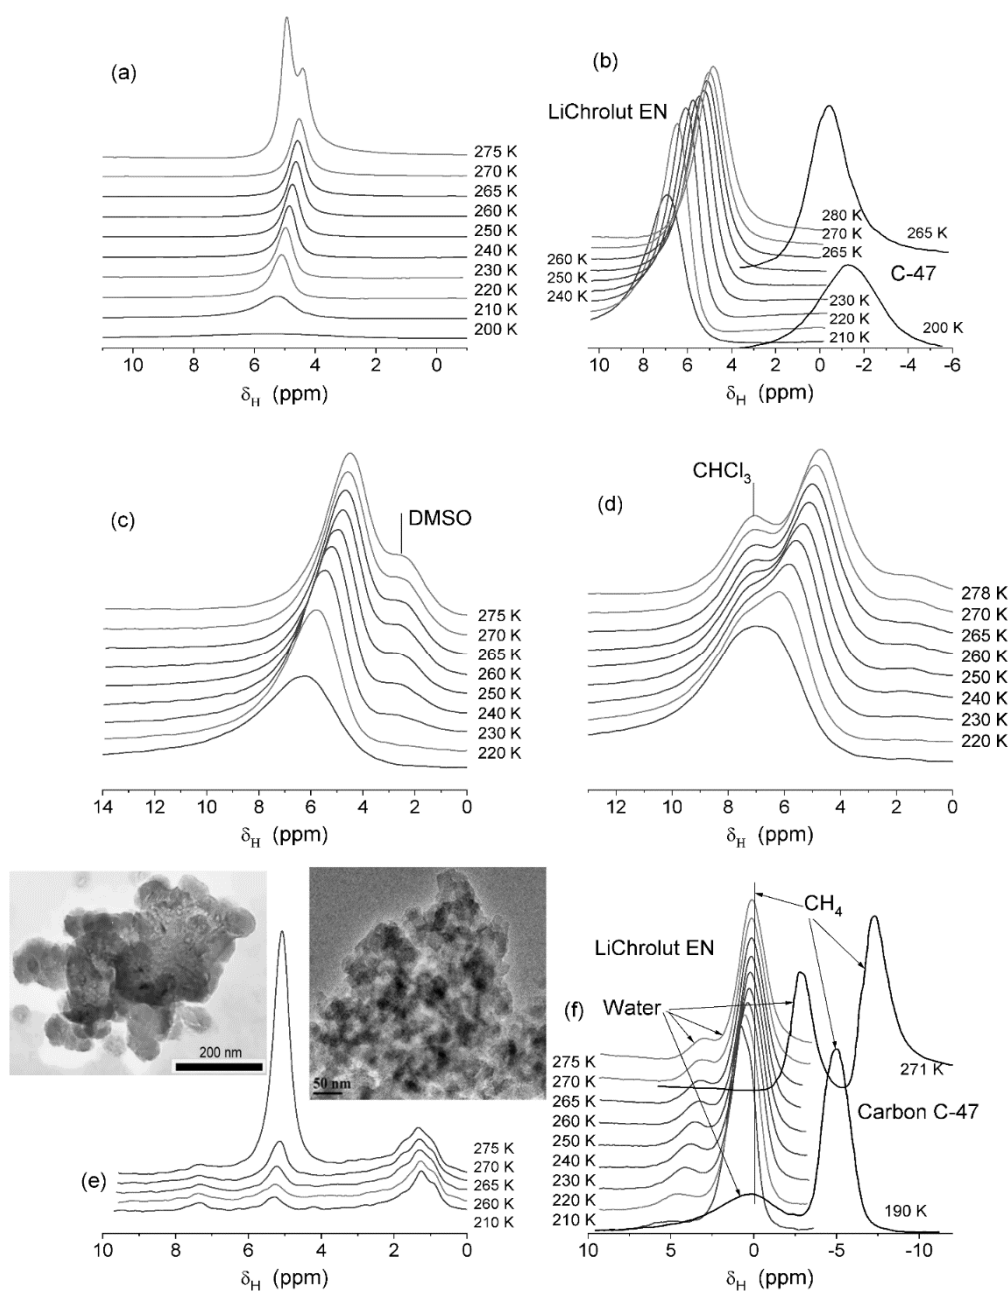 (a)
275 K
270 K
265 K
260 K
250 K
240 K
230 K
220 K
210 K
200 K
10 8 6 4 2 0
δH (ppm)
(b)
LiChrolut EN
280 K
270 K
265 K
265 K
C-47
260 K
250 K
240 K
230 K
220 K
210 K
200 K
10 8 6 4 2 0 -2 -4 -6
δH (ppm)
(c)
DMSO
275 K
270 K
265 K
260 K
250 K
240 K
230 K
220 K
14 12 10 8 6 4 2 0
δH (ppm)
(d)
CHCl3
278 K
270 K
265 K
260 K
250 K
240 K
230 K
220 K
12 10 8 6 4 2 0
δH (ppm)
200 nm
50 nm
(e)
275 K
270 K
265 K
260 K
210 K
10 8 6 4 2 0
δH (ppm)
CH4
LiChrolut EN
(f)
Water
275 K
270 K
265 K
260 K
250 K
240 K
230 K
220 K
210 K
271 K
Carbon C-47
190 K
10 5 0 -5 -10
δH (ppm)